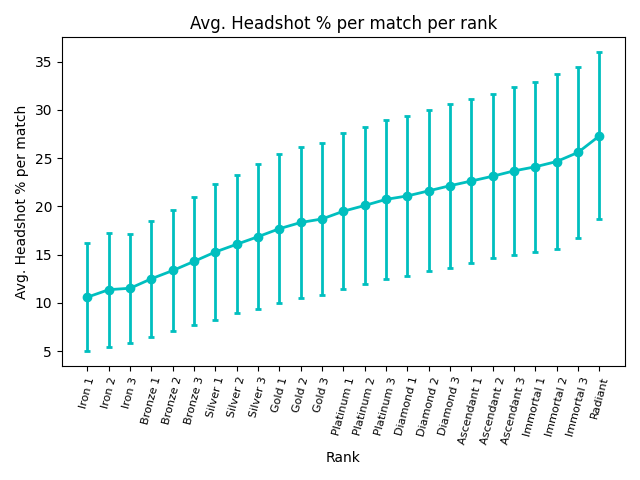 Avg. Headshot % per match per rank
Avg. Headshot % per match
35
30
25
20
15
10
5
Iron 1
Iron 2
Iron 3
Bronze 1
Bronze 2
Bronze 3
Silver 1
Silver 2
Silver 3
Gold 1
Gold 2
Gold 3
Platinum 1
Platinum 2
Platinum 3
Diamond 1
Diamond 2
Diamond 3
Ascendant 1
Ascendant 2
Ascendant 3
Immortal 1
Immortal 2
Immortal 3
Radiant
Rank